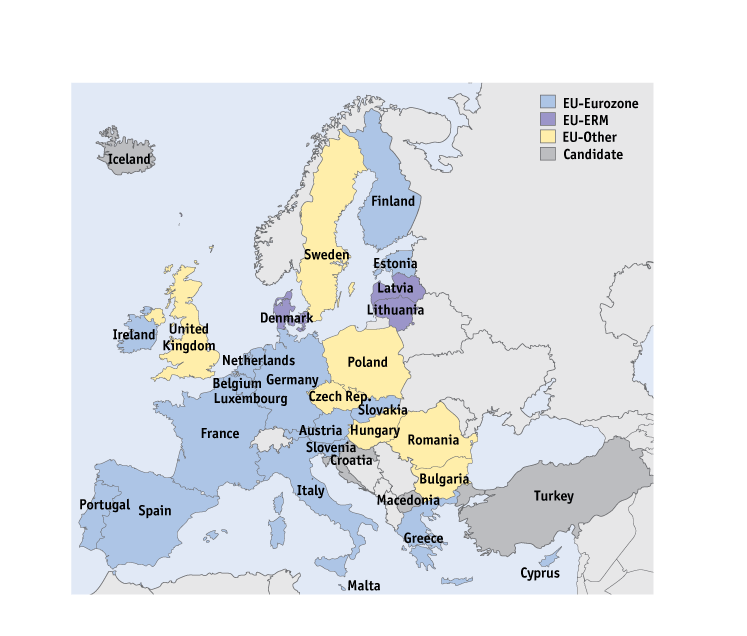 EU-Eurozone
EU-ERM
EU-Other
Candidate
Iceland
Finland
Sweden
Estonia
Latvia
Lithuania
Denmark
Ireland
United
Kingdom
Netherlands
Poland
Belgium
Germany
Luxembourg
Czech Rep.
Slovakia
France
Austria
Hungary
Romania
Slovenia
Croatia
Bulgaria
Italy
Macedonia
Turkey
Portugal
Spain
Greece
Cyprus
Malta